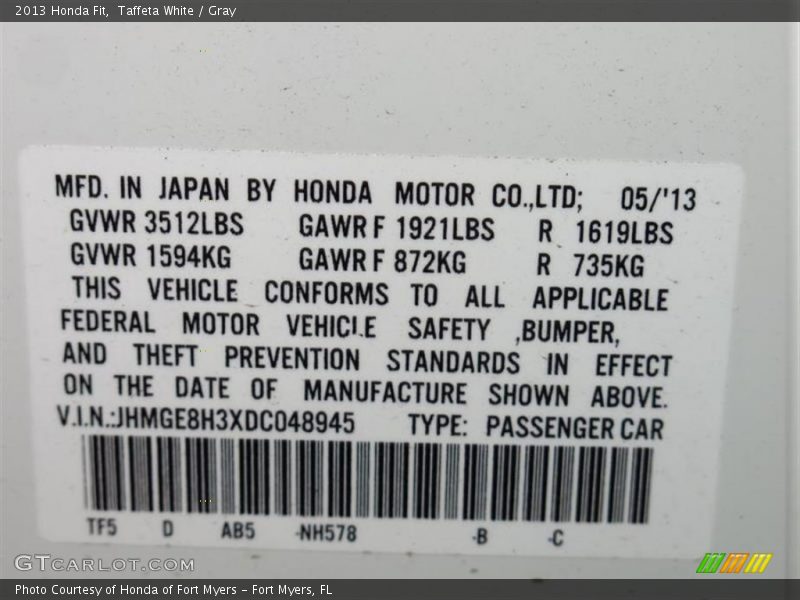 2013 Honda Fit, Taffeta White / Gray
MFD. IN JAPAN BY HONDA MOTOR CO.,LTD; 05/'13
GVWR 3512LBS GAWR F 1921LBS R 1619LBS
GVWR 1594KG GAWR F 872KG R 735KG
THIS VEHICLE CONFORMS TO ALL APPLICABLE
FEDERAL MOTOR VEHICLE SAFETY ,BUMPER,
AND THEFT PREVENTION STANDARDS IN EFFECT
ON THE DATE OF MANUFACTURE SHOWN ABOVE.
V.I.N.:JHMGE8H3XDC048945 TYPE: PASSENGER CAR
TF5 D AB5 -NH578 -B -C
GTCARLOT.COM
Photo Courtesy of Honda of Fort Myers – Fort Myers, FL